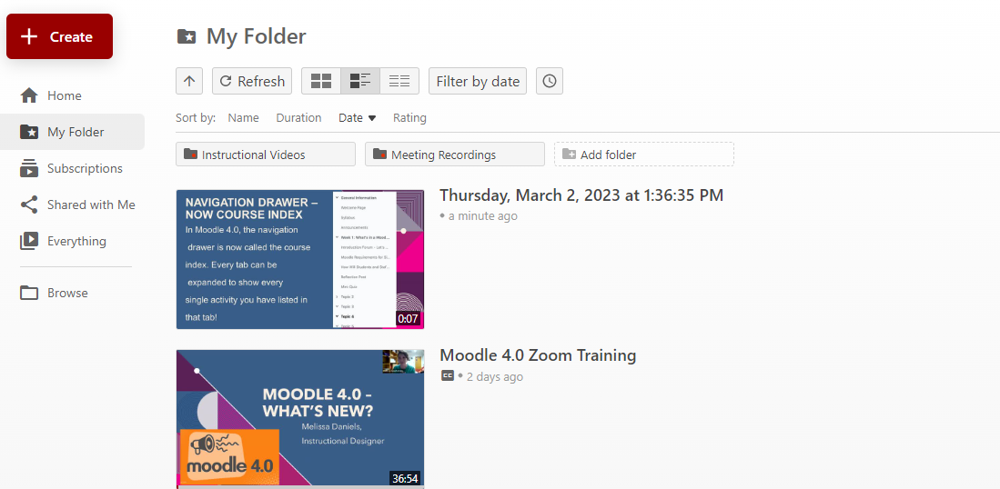 Create
My Folder
Refresh
Filter by date
Home
Sort by: Name Duration Date Rating
My Folder
Instructional Videos Meeting Recordings Add folder
Subscriptions
Shared with Me
Everything
Browse
NAVIGATION DRAWER –
NOW COURSE INDEX
In Moodle 4.0, the navigation
drawer is now called the course
index. Every tab can be
expanded to show every
single activity you have listed in
that tab!
General Information
Welcome Page
Syllabus
Announcements
Week 1: What's in a Mood...
Introduction Forum - Let's ...
Moodle Requirements for St...
Reflection Post
Mini Quiz
Topic 2
Topic 3
Topic 4
0:07
Thursday, March 2, 2023 at 1:36:35 PM
• a minute ago
MOODLE 4.0 -
WHAT'S NEW?
Melissa Daniels,
Instructional Designer
moodle 4.0
36:54
Moodle 4.0 Zoom Training
CC • 2 days ago